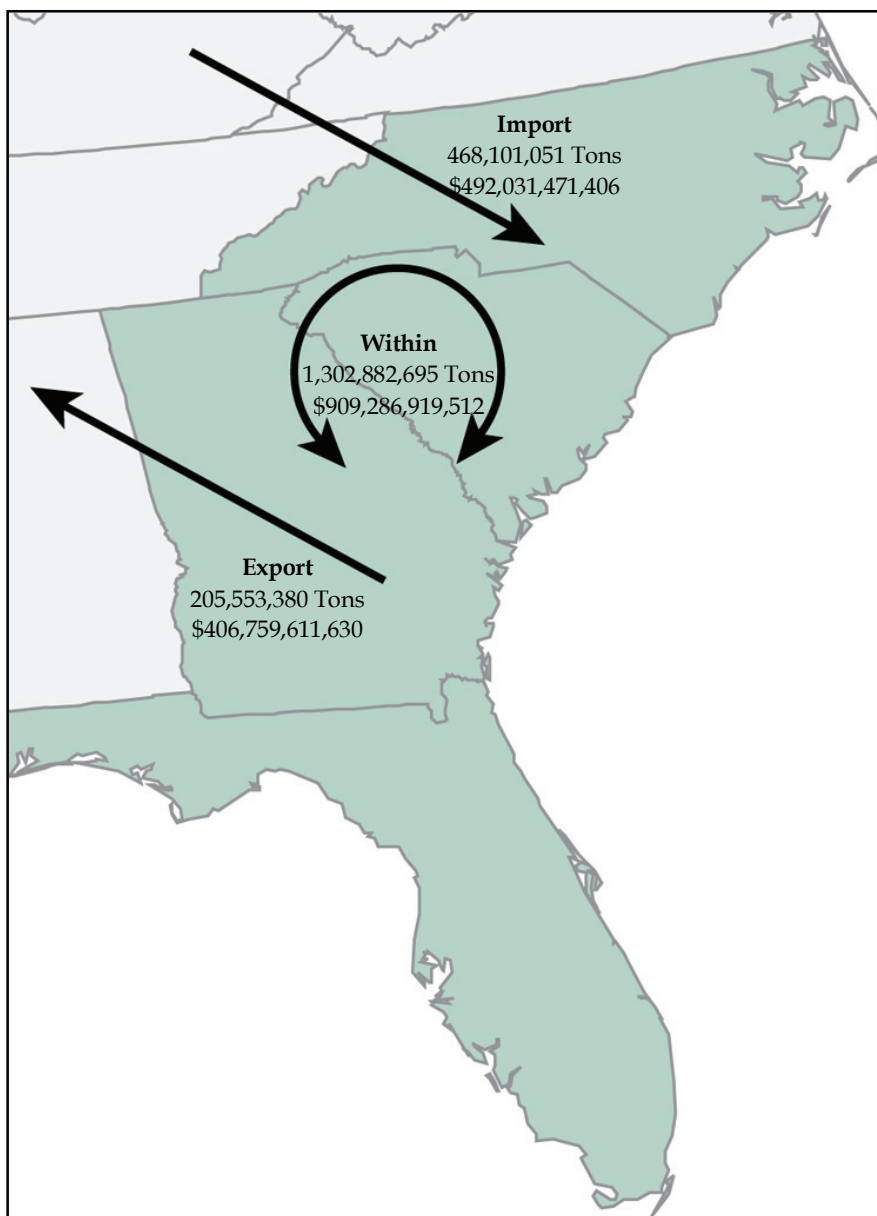 Import
468,101,051 Tons
$492,031,471,406
Within
1,302,882,695 Tons
$909,286,919,512
Export
205,553,380 Tons
$406,759,611,630